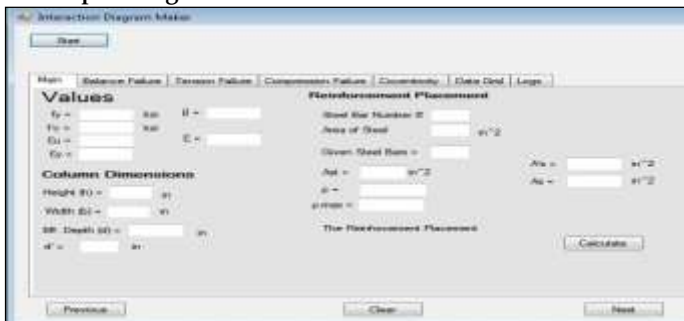 Interaction Diagram Maker
Start
Main Balance Failure Tension Failure Compression Failure Eccentricity Data Grid Logs
Values
fy = Ksi
f'c = Ksi
Eu =
Ey =
β =
E =
Column Dimensions
Height (h) = in
Width (b) = in
Eff. Depth (d) = in
d' = in
Reinforcement Placement
Steel Bar Number #
Area of Steel in^2
Given Steel Bars =
Ast = in^2
ρ =
ρ max =
The Reinforcement Placement
A's = in^2
As = in^2
Calculate
Previous Clear Next